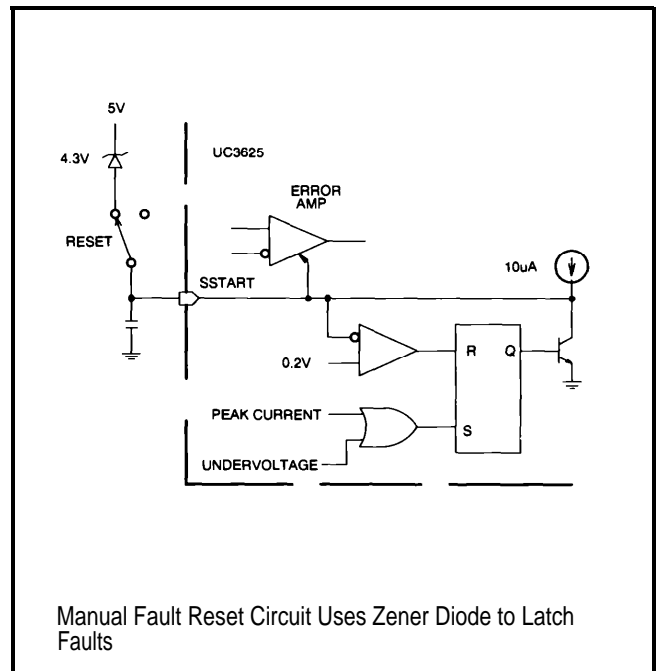 5V
4.3V
UC3625
ERROR
AMP
RESET
10uA
SSTART
0.2V
R Q
PEAK CURRENT
S
UNDERVOLTAGE
Manual Fault Reset Circuit Uses Zener Diode to Latch
Faults